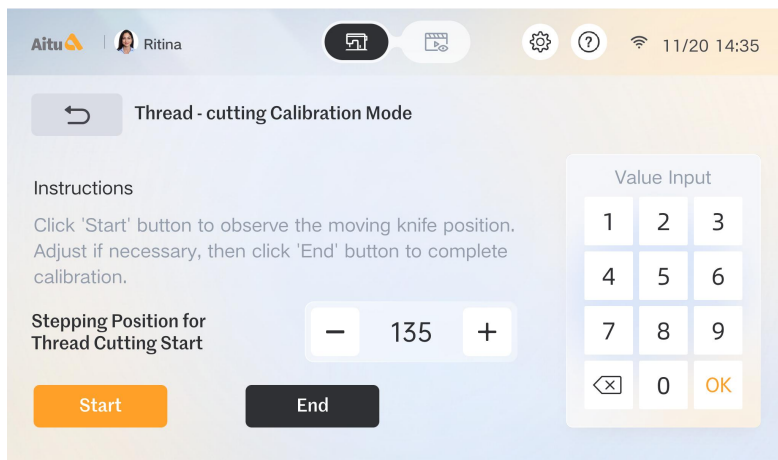 Aitu
Ritina
11/20 14:35
Thread - cutting Calibration Mode
Instructions
Click 'Start' button to observe the moving knife position.
Adjust if necessary, then click 'End' button to complete
calibration.
Stepping Position for
Thread Cutting Start
135
Start
End
Value Input
1 2 3
4 5 6
7 8 9
0 OK